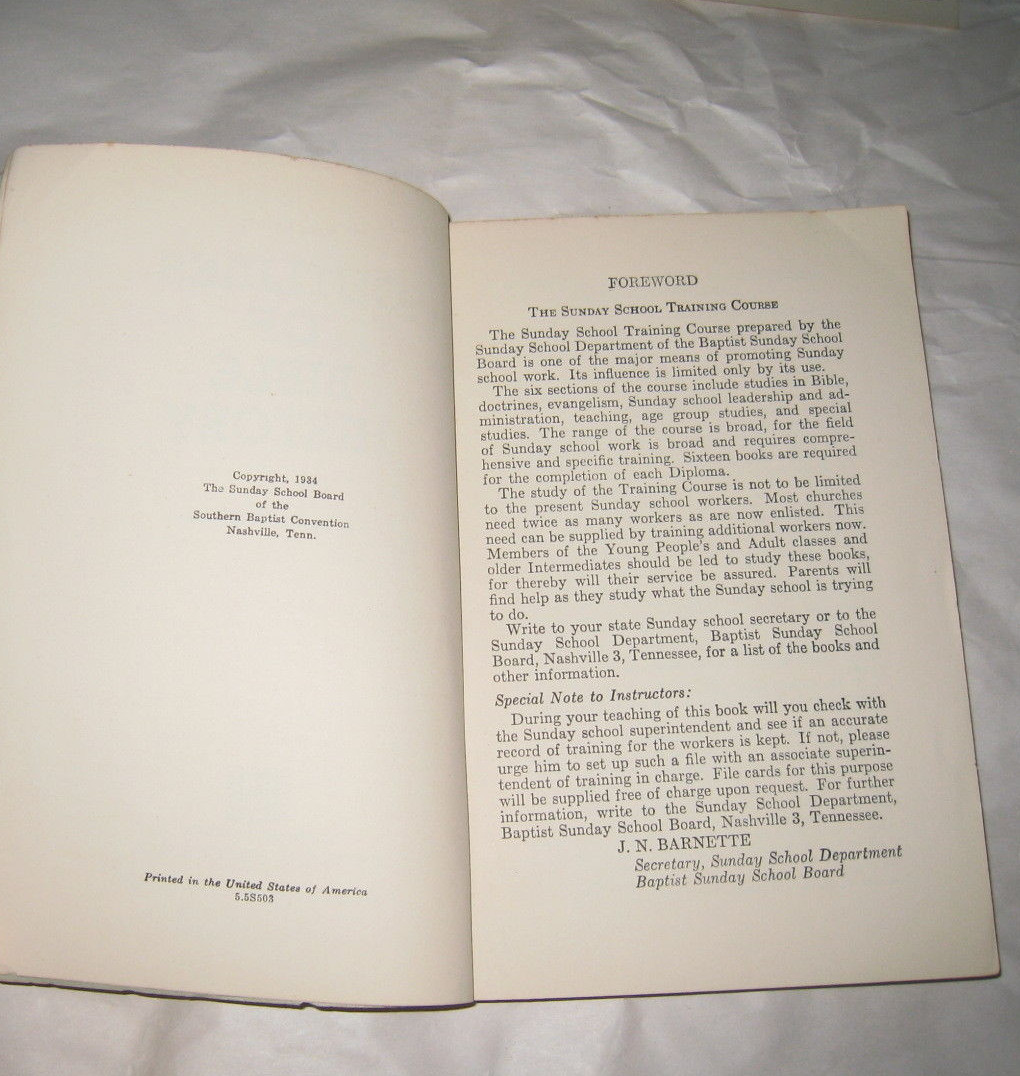 Copyright, 1934
The Sunday School Board
of the
Southern Baptist Convention
Nashville, Tenn.
Printed in the United States of America
5.5S503
FOREWORD
THE SUNDAY SCHOOL TRAINING COURSE
The Sunday School Training Course prepared by the
Sunday School Department of the Baptist Sunday School
Board is one of the major means of promoting Sunday
school work. Its influence is limited only by its use.
The six sections of the course include studies in Bible,
doctrines, evangelism, Sunday school leadership and ad-
ministration, teaching, age group studies, and special
studies. The range of the course is broad, for the field
of Sunday school work is broad and requires compre-
hensive and specific training. Sixteen books are required
for the completion of each Diploma.
The study of the Training Course is not to be limited
to the present Sunday school workers. Most churches
need twice as many workers as are now enlisted. This
need can be supplied by training additional workers now.
Members of the Young People's and Adult classes and
older Intermediates should be led to study these books,
for thereby will their service be assured. Parents will
find help as they study what the Sunday school is trying
to do.
Write to your state Sunday school secretary or to the
Sunday School Department, Baptist Sunday School
Board, Nashville 3, Tennessee, for a list of the books and
other information.
Special Note to Instructors:
During your teaching of this book will you check with
the Sunday school superintendent and see if an accurate
record of training for the workers is kept. If not, please
urge him to set up such a file with an associate superin-
tendent of training in charge. File cards for this purpose
will be supplied free of charge upon request. For further
information, write to the Sunday School Department,
Baptist Sunday School Board, Nashville 3, Tennessee.
J. N. BARNETTE
Secretary, Sunday School Department
Baptist Sunday School Board